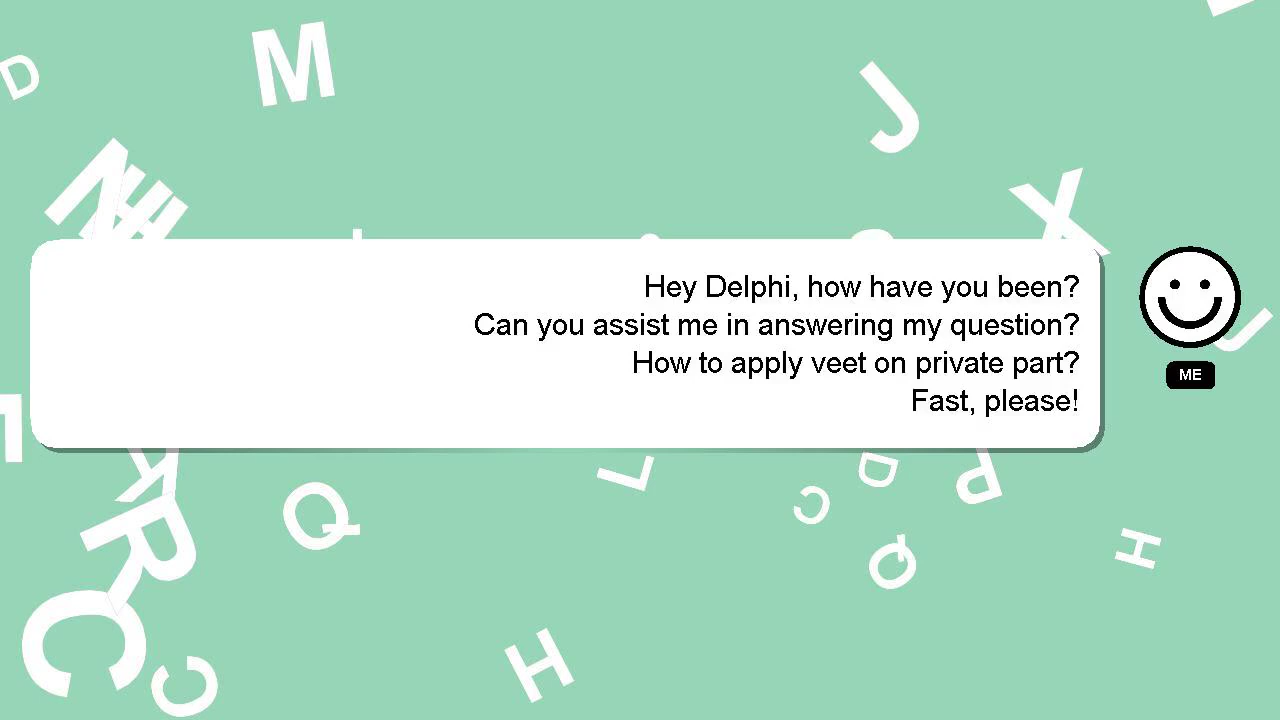 Hey Delphi, how have you been?
Can you assist me in answering my question?
How to apply veet on private part?
Fast, please!
ME
D
M
J
N
X
J
Q
L
C
D
P
Q
H
R
C
C
H